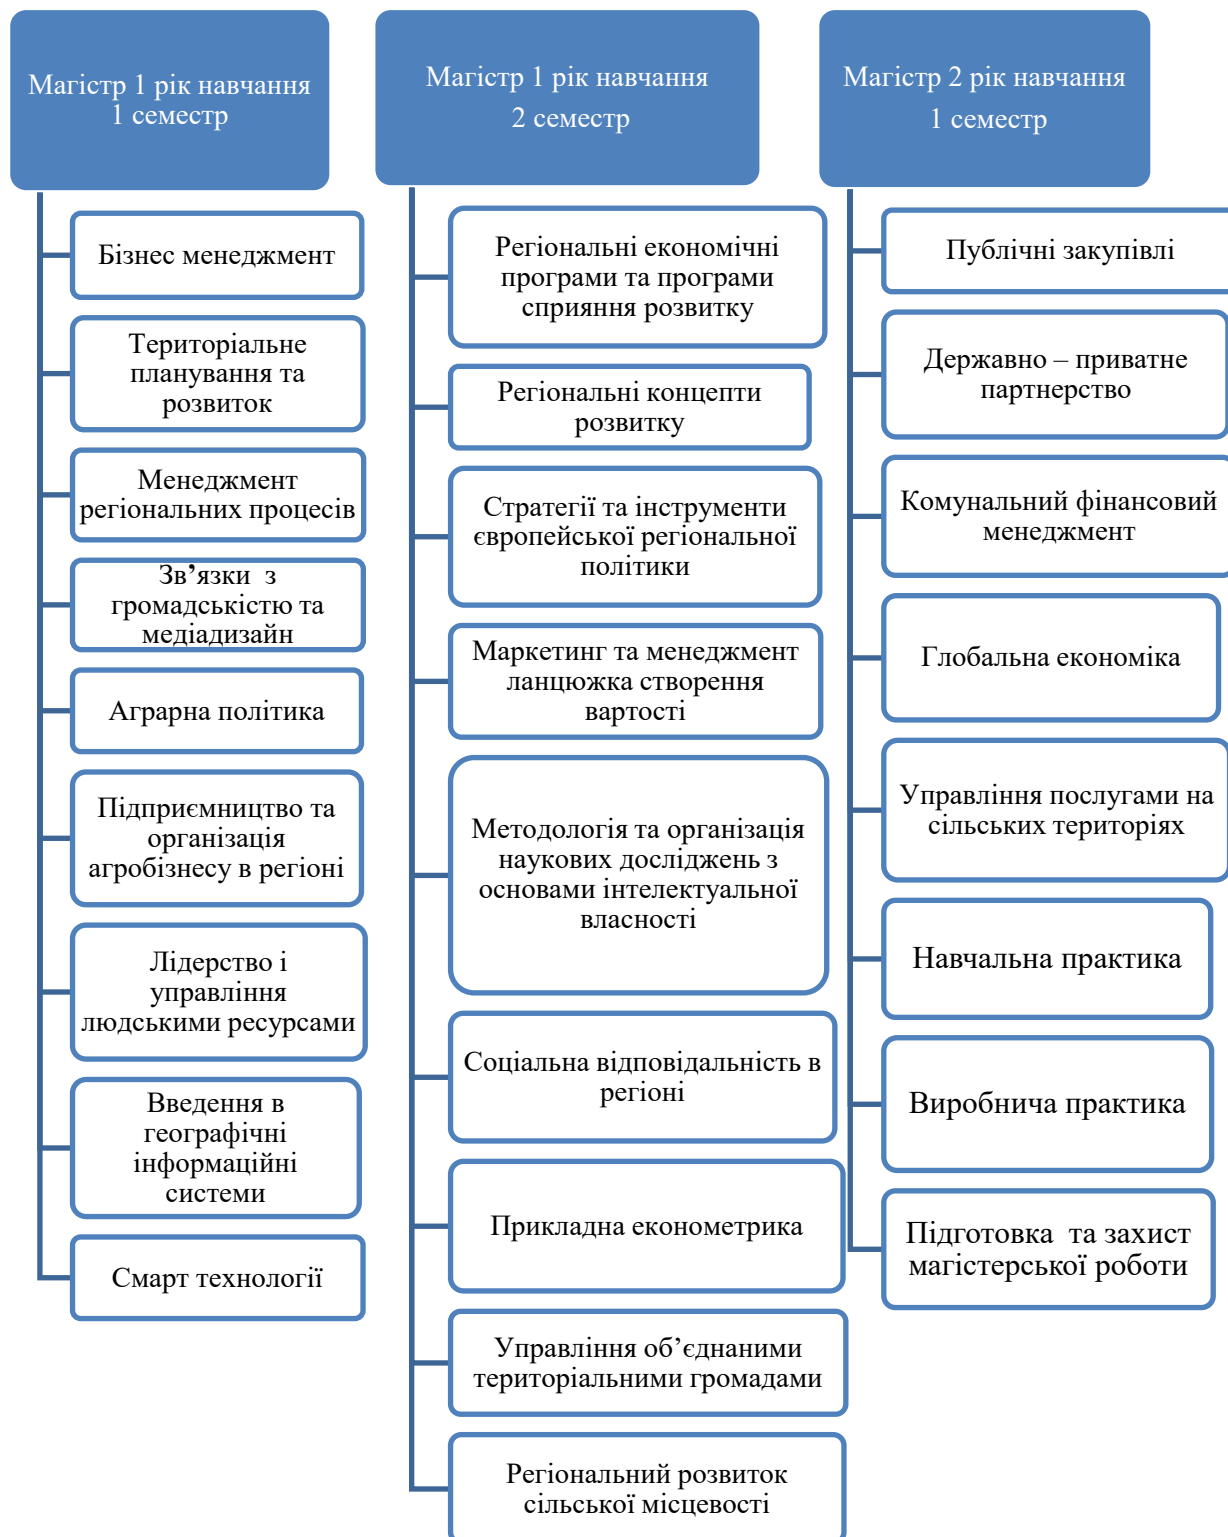 Магістр 1 рік навчання
1 семестр
Бізнес менеджмент
Територіальне
планування та
розвиток
Менеджмент
регіональних процесів
Зв’язки  з
громадськістю та
медіадизайн
Аграрна політика
Підприємництво та
організація
агробізнесу в регіоні
Лідерство і
управління
людськими ресурсами
Введення в
географічні
інформаційні
системи
Смарт технології
Магістр 1 рік навчання
2 семестр
Регіональні економічні
програми та програми
сприяння розвитку
Регіональні концепти
розвитку
Стратегії та інструменти
європейської регіональної
політики
Маркетинг та менеджмент
ланцюжка створення
вартості
Методологія та організація
наукових досліджень з
основами інтелектуальної
власності
Соціальна відповідальність в
регіоні
Прикладна економетрика
Управління об’єднаними
територіальними громадами
Регіональний розвиток
сільської місцевості
Магістр 2 рік навчання
1 семестр
Публічні закупівлі
Державно – приватне
партнерство
Комунальний фінансовий
менеджмент
Глобальна економіка
Управління послугами на
сільських територіях
Навчальна практика
Виробнича практика
Підготовка  та захист
магістерської роботи